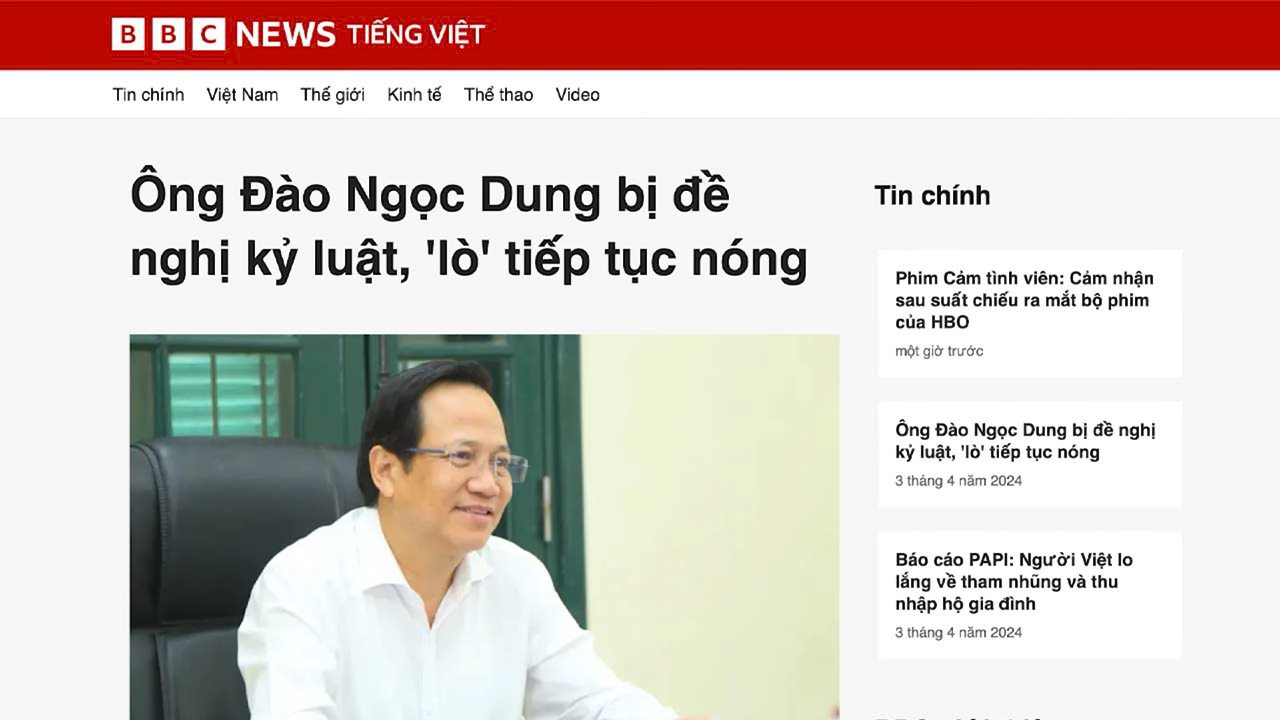 BBC NEWS TIẾNG VIỆT
Tin chính Việt Nam Thế giới Kinh tế Thể thao Video
Ông Đào Ngọc Dung bị đề
nghị kỷ luật, 'lò' tiếp tục nóng
Tin chính
Phim Cảm tình viên: Cảm nhận
sau suất chiếu ra mắt bộ phim
của HBO
một giờ trước
Ông Đào Ngọc Dung bị đề nghị
kỷ luật, 'lò' tiếp tục nóng
3 tháng 4 năm 2024
Báo cáo PAPI: Người Việt lo
lắng về tham nhũng và thu
nhập hộ gia đình
3 tháng 4 năm 2024